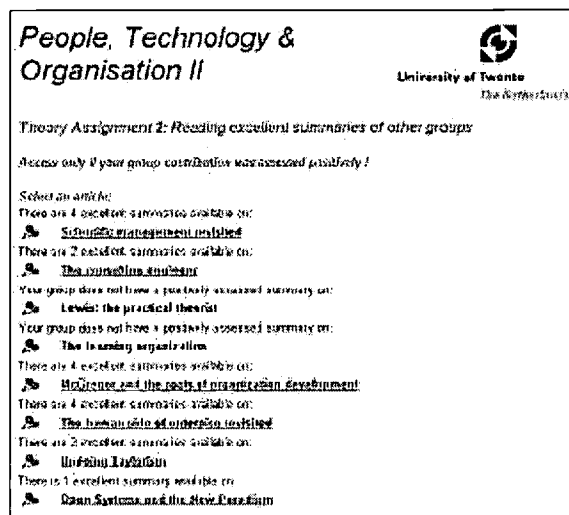 People, Technology &
Organisation II
University of Twente
The Netherlands
Theory Assignment 2: Reading excellent summaries of other groups
Access only if your group contribution was assessed positively !
Select an article:
There are 4 excellent summaries available on:
Scientific management revisited
There are 2 excellent summaries available on:
The consulting engineer
Your group does not have a positively assessed summary on:
Lewin: the practical theorist
Your group does not have a positively assessed summary on:
The learning organization
There are 4 excellent summaries available on:
McGregor and the roots of organization development
There are 4 excellent summaries available on:
The human side of enterprise revisited
There are 3 excellent summaries available on:
Undoing Taylorism
There is 1 excellent summary available on:
Open Systems and the New Paradigm